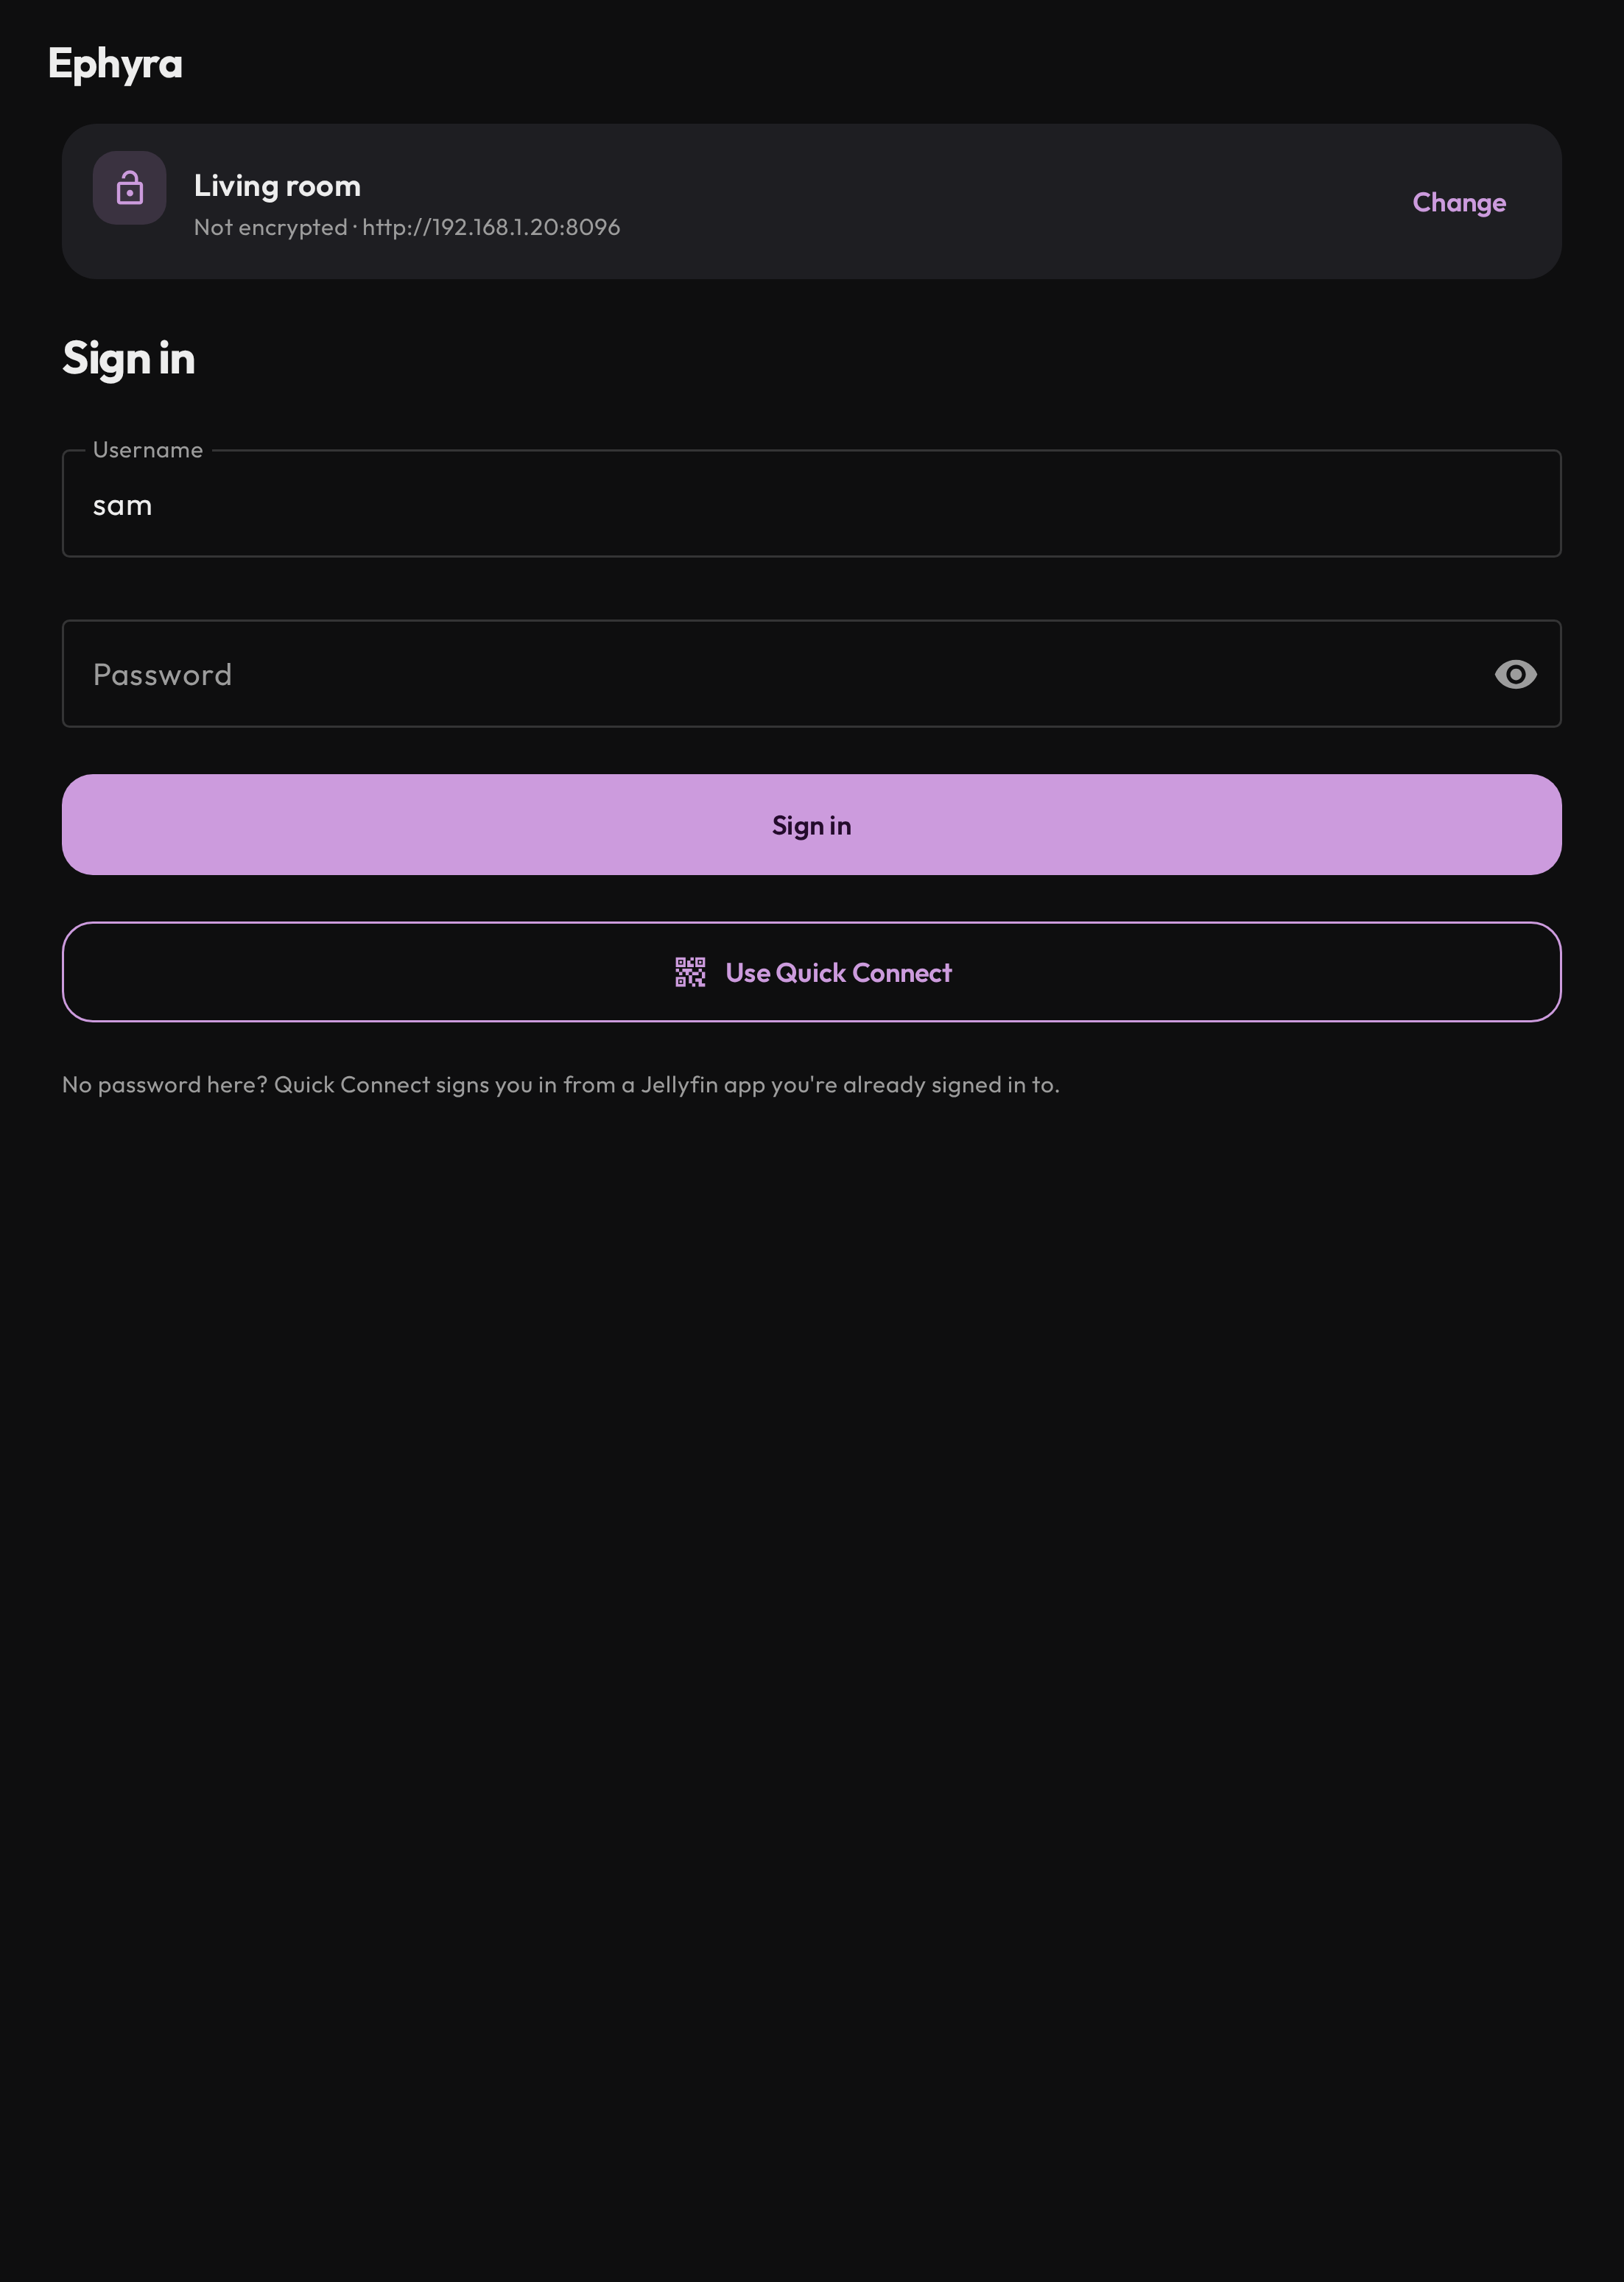 Ephyra
Living room
Not encrypted · http://192.168.1.20:8096
Change
Sign in
Username
sam
Password
Sign in
Use Quick Connect
No password here? Quick Connect signs you in from a Jellyfin app you're already signed in to.